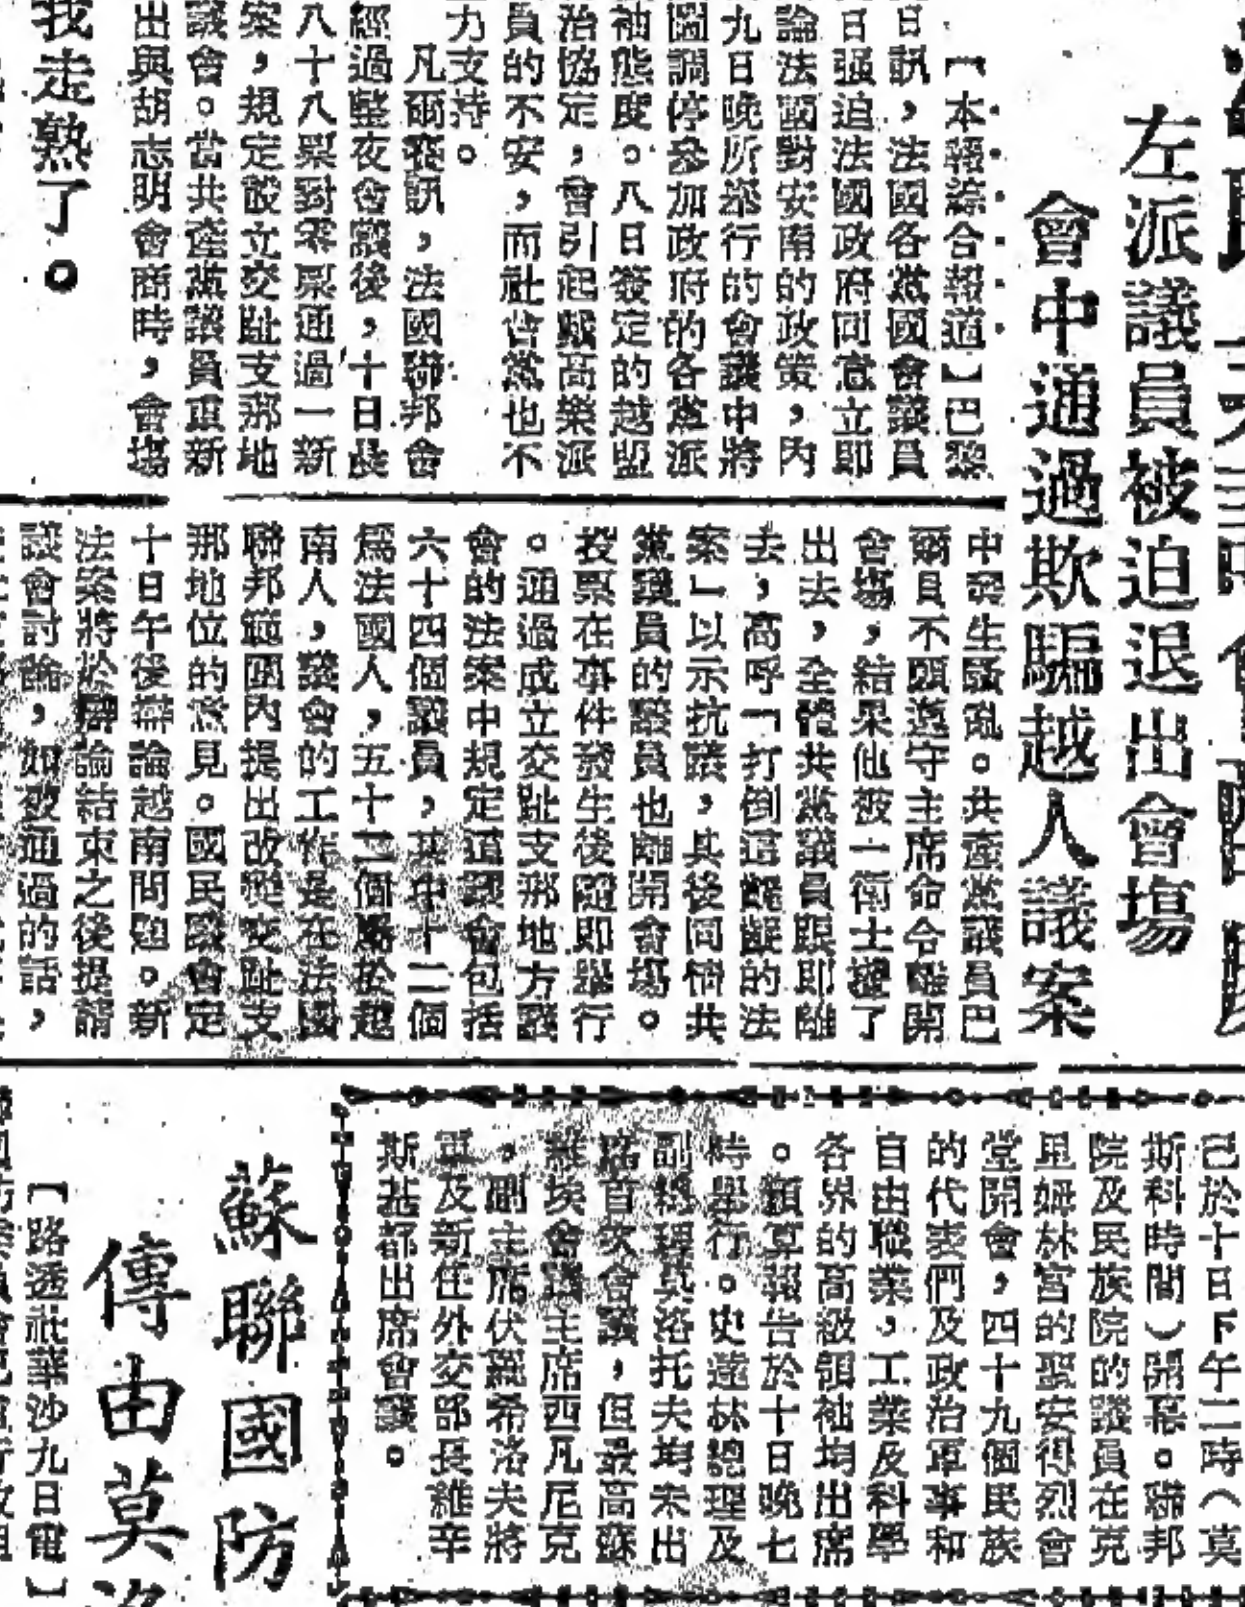 左派議員被迫退出會場
會中通過欺騙越人議案
【本報綜合報道】巴黎
日訊，法國各黨國會議員
日強迫法國政府同意立即
論法國對安南的政策，內
九日晚所舉行的會議中將
圖調停參加政府的各黨派
袖態度。八日簽定的越盟
治協定，會引起戴高樂派
員的不安，而社會黨也不
力支持。
凡爾賽訊，法國聯邦會
經過整夜會議後，十日晨
八十八票對零票通過一新
案，規定設立交趾支那地
議會。當共產黨議員重新
出與胡志明會商時，會場
我走熟了。
中發生騷亂。共產黨議員巴
爾貝不願遵守主席命令離開
會場，結果他被一衛士攆了
出去，全體共黨議員跟即離
去，高呼「打倒這齷齪的法
案」以示抗議，其後同情共
黨議員的議員也離開會場。
投票在事件發生後隨即舉行
。通過成立交趾支那地方議
會的法案中規定這議會包括
六十四個議員，其中十二個
爲法國人，五十二個屬於越
南人，議會的工作是在法國
聯邦範圍內提出改變交趾支
那地位的意見。國民議會定
十日午後辯論越南問題。新
法案將於辯論結束之後提請
議會討論，如被通過的話，
己於十日下午二時（莫
斯科時間）開幕。聯邦
院及民族院的議員在克
里姆林宮的聖安得烈會
堂開會，四十九個民族
的代表們及政治軍事和
自由職業，工業及科學
各界的高級領袖均出席
。預算報告於十日晚七
時舉行。史達林總理及
副總理莫洛托夫均未出
席首次會議，但最高蘇
維埃會議主席西凡尼克
，副主席伏羅希洛夫將
軍及新任外交部長維辛
斯基都出席會議。
蘇聯國防
傳由莫洛
【路透社華沙九日電】